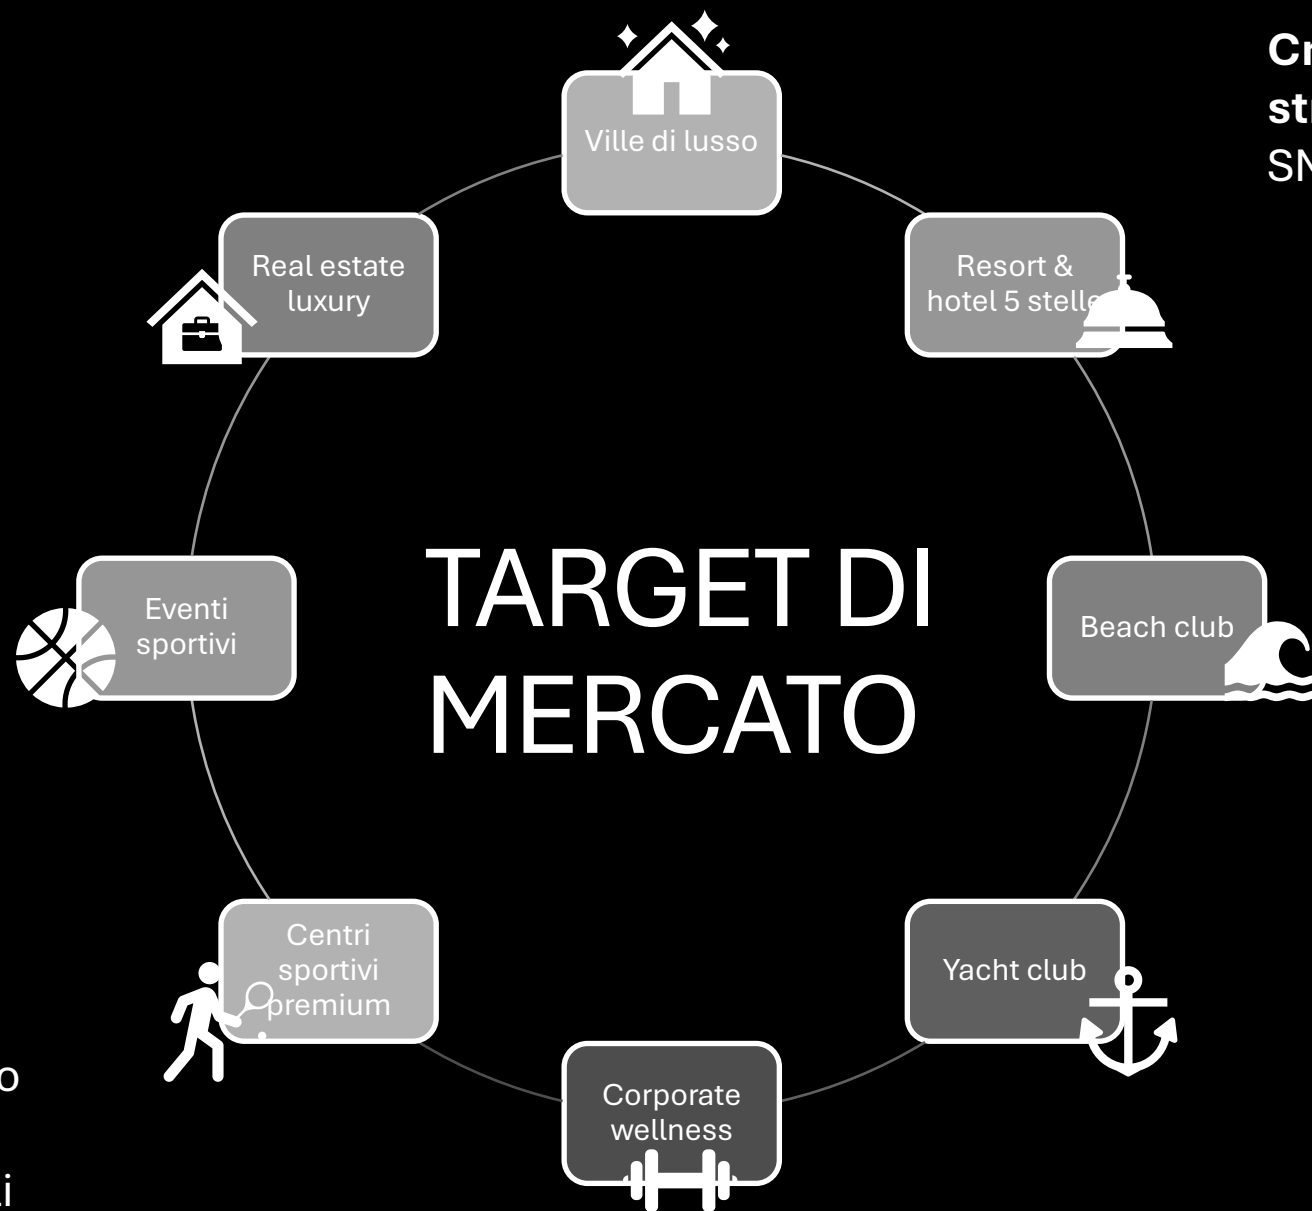 Ville di lusso
Resort &
hotel 5 stelle
Beach club
Yacht club
Corporate
wellness
Centri
sportivi
premium
Eventi
sportivi
Real estate
luxury
TARGET DI
MERCATO